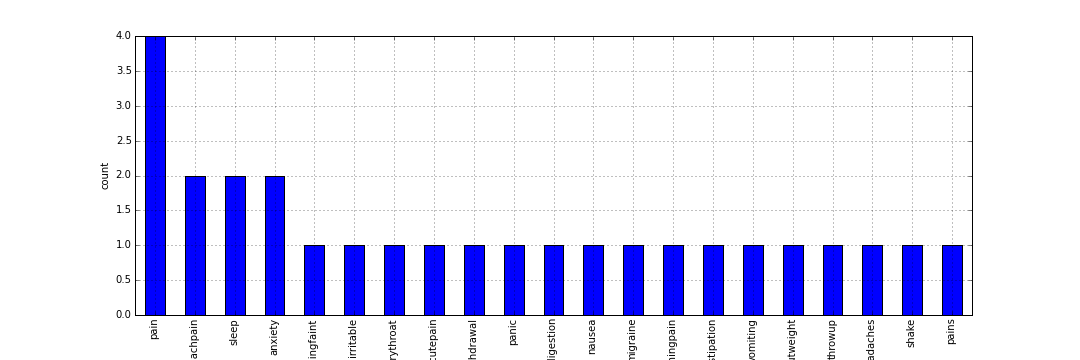 4.0
3.5
3.0
2.5
2.0
1.5
1.0
0.5
0.0
count
pain
achpain
sleep
anxiety
ingfaint
irritable
rythroat
cutepain
hdrawal
panic
digestion
nausea
migraine
ningpain
stipation
vomiting
htweight
throwup
adaches
shake
pains